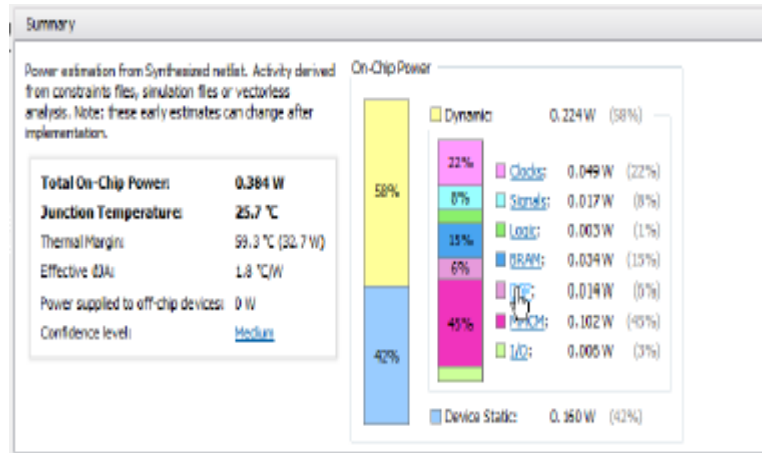 Summary
Power estimation from Synthesized netlist. Activity derived
from constraints files, simulation files or vectorless
analysis. Note: these early estimates can change after
implementation.
Total On-Chip Power: 0.384 W
Junction Temperature: 25.7 °C
Thermal Margin: 59.3 °C (32.7 W)
Effective ϑJA: 1.8 °C/W
Power supplied to off-chip devices: 0 W
Confidence level: Medium
On-Chip Power
58%
42%
Dynamic: 0.224 W (58%)
22%
8%
15%
6%
45%
Clocks: 0.049 W (22%)
Signals: 0.017 W (8%)
Logic: 0.003 W (1%)
BRAM: 0.034 W (15%)
0.014 W (6%)
MMCM: 0.102 W (45%)
I/O: 0.006 W (3%)
Device Static: 0.160 W (42%)